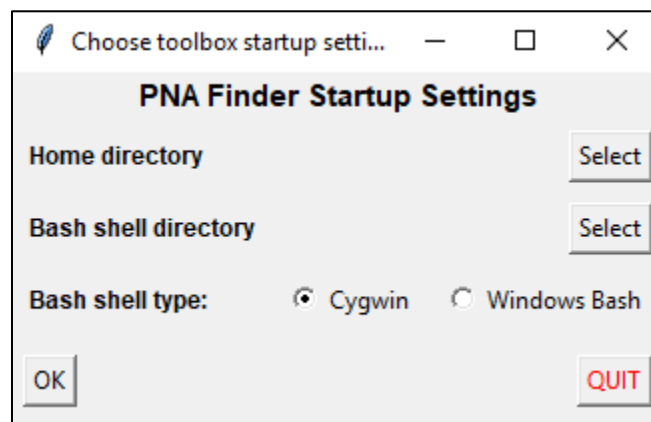 Choose toolbox startup setti...
PNA Finder Startup Settings
Home directory Select
Bash shell directory Select
Bash shell type: Cygwin Windows Bash
OK QUIT